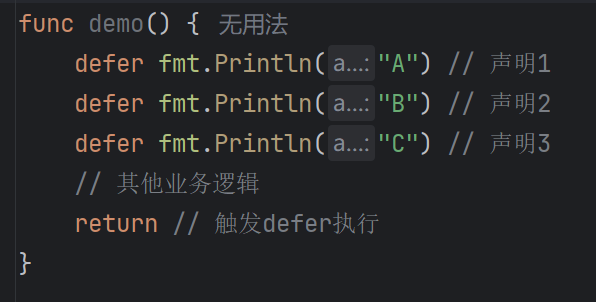 func demo() { 无用法
defer fmt.Println( a…: "A") // 声明1
defer fmt.Println( a…: "B") // 声明2
defer fmt.Println( a…: "C") // 声明3
// 其他业务逻辑
return // 触发defer执行
}